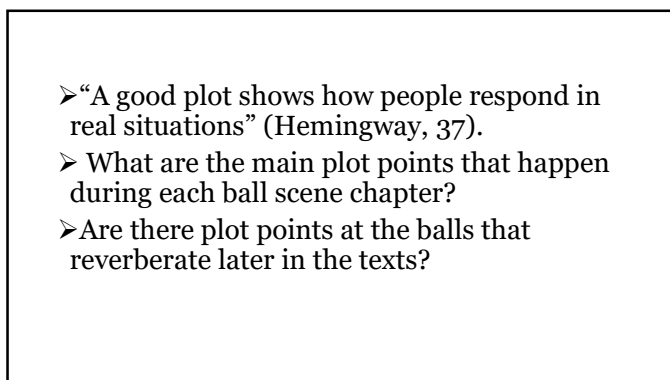 ➢“A good plot shows how people respond in
real situations” (Hemingway, 37).
➢ What are the main plot points that happen
during each ball scene chapter?
➢Are there plot points at the balls that
reverberate later in the texts?